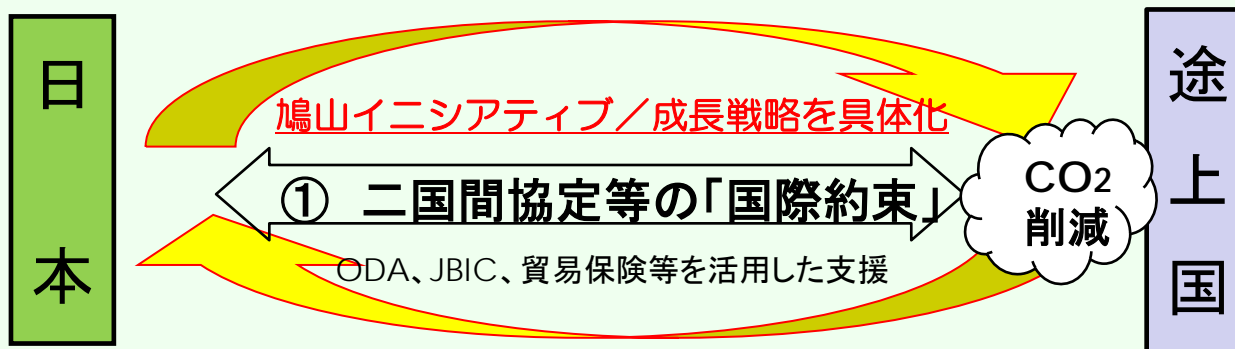 日本
鳩山イニシアティブ／成長戦略を具体化
① 二国間協定等の「国際約束」
ODA、JBIC、貿易保険等を活用した支援
CO2
削減
途上国